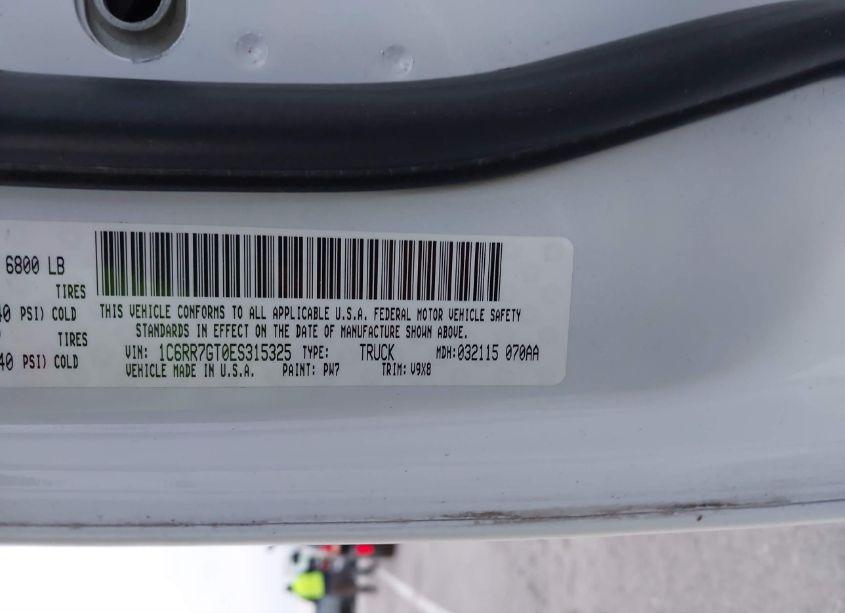 6800 LB
TIRES
40 PSI) COLD
TIRES
40 PSI) COLD
THIS VEHICLE CONFORMS TO ALL APPLICABLE U.S.A. FEDERAL MOTOR VEHICLE SAFETY
STANDARDS IN EFFECT ON THE DATE OF MANUFACTURE SHOWN ABOVE.
VIN: 1C6RR7GT0ES315325 TYPE: TRUCK MDH:032115 070AA
VEHICLE MADE IN U.S.A. PAINT: PW7 TRIM: V9X8